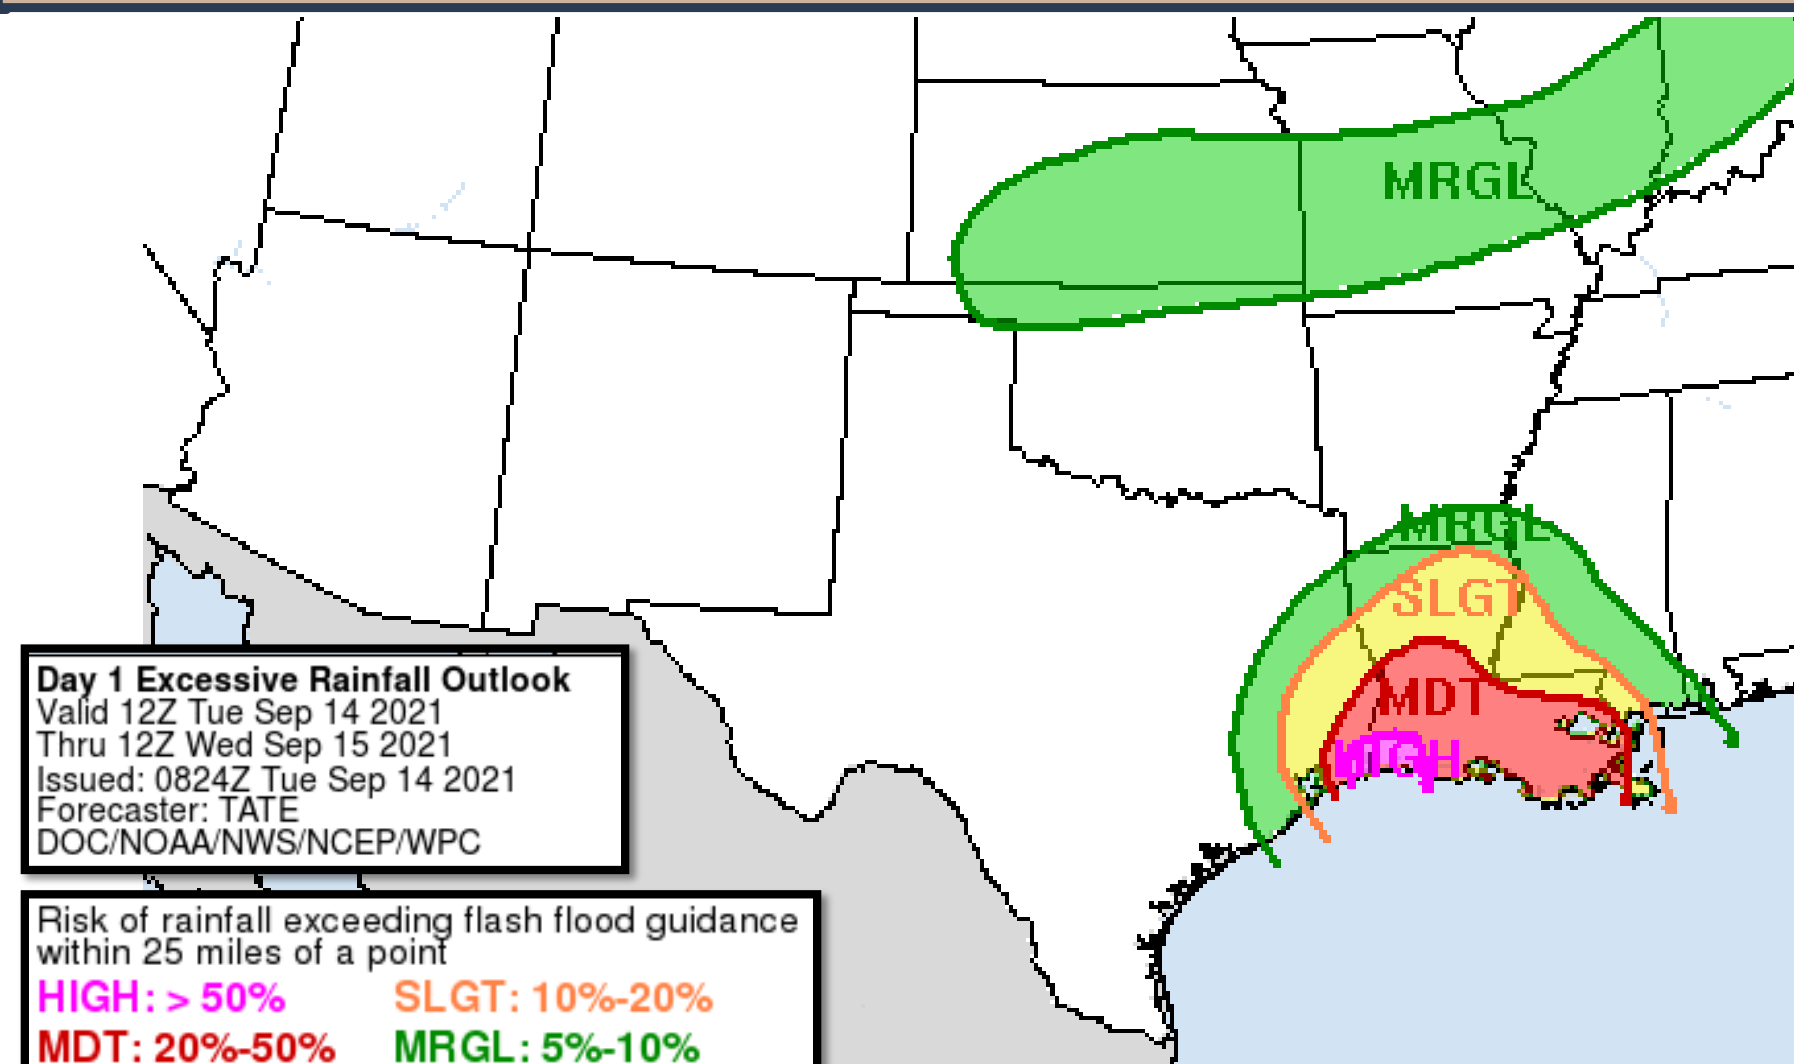 MRGL
MRGL
SLGT
MDT
HIGH
Day 1 Excessive Rainfall Outlook
Valid 12Z Tue Sep 14 2021
Thru 12Z Wed Sep 15 2021
Issued: 0824Z Tue Sep 14 2021
Forecaster: TATE
DOC/NOAA/NWS/NCEP/WPC
Risk of rainfall exceeding flash flood guidance
within 25 miles of a point
HIGH: > 50% SLGT: 10%-20%
MDT: 20%-50% MRGL: 5%-10%